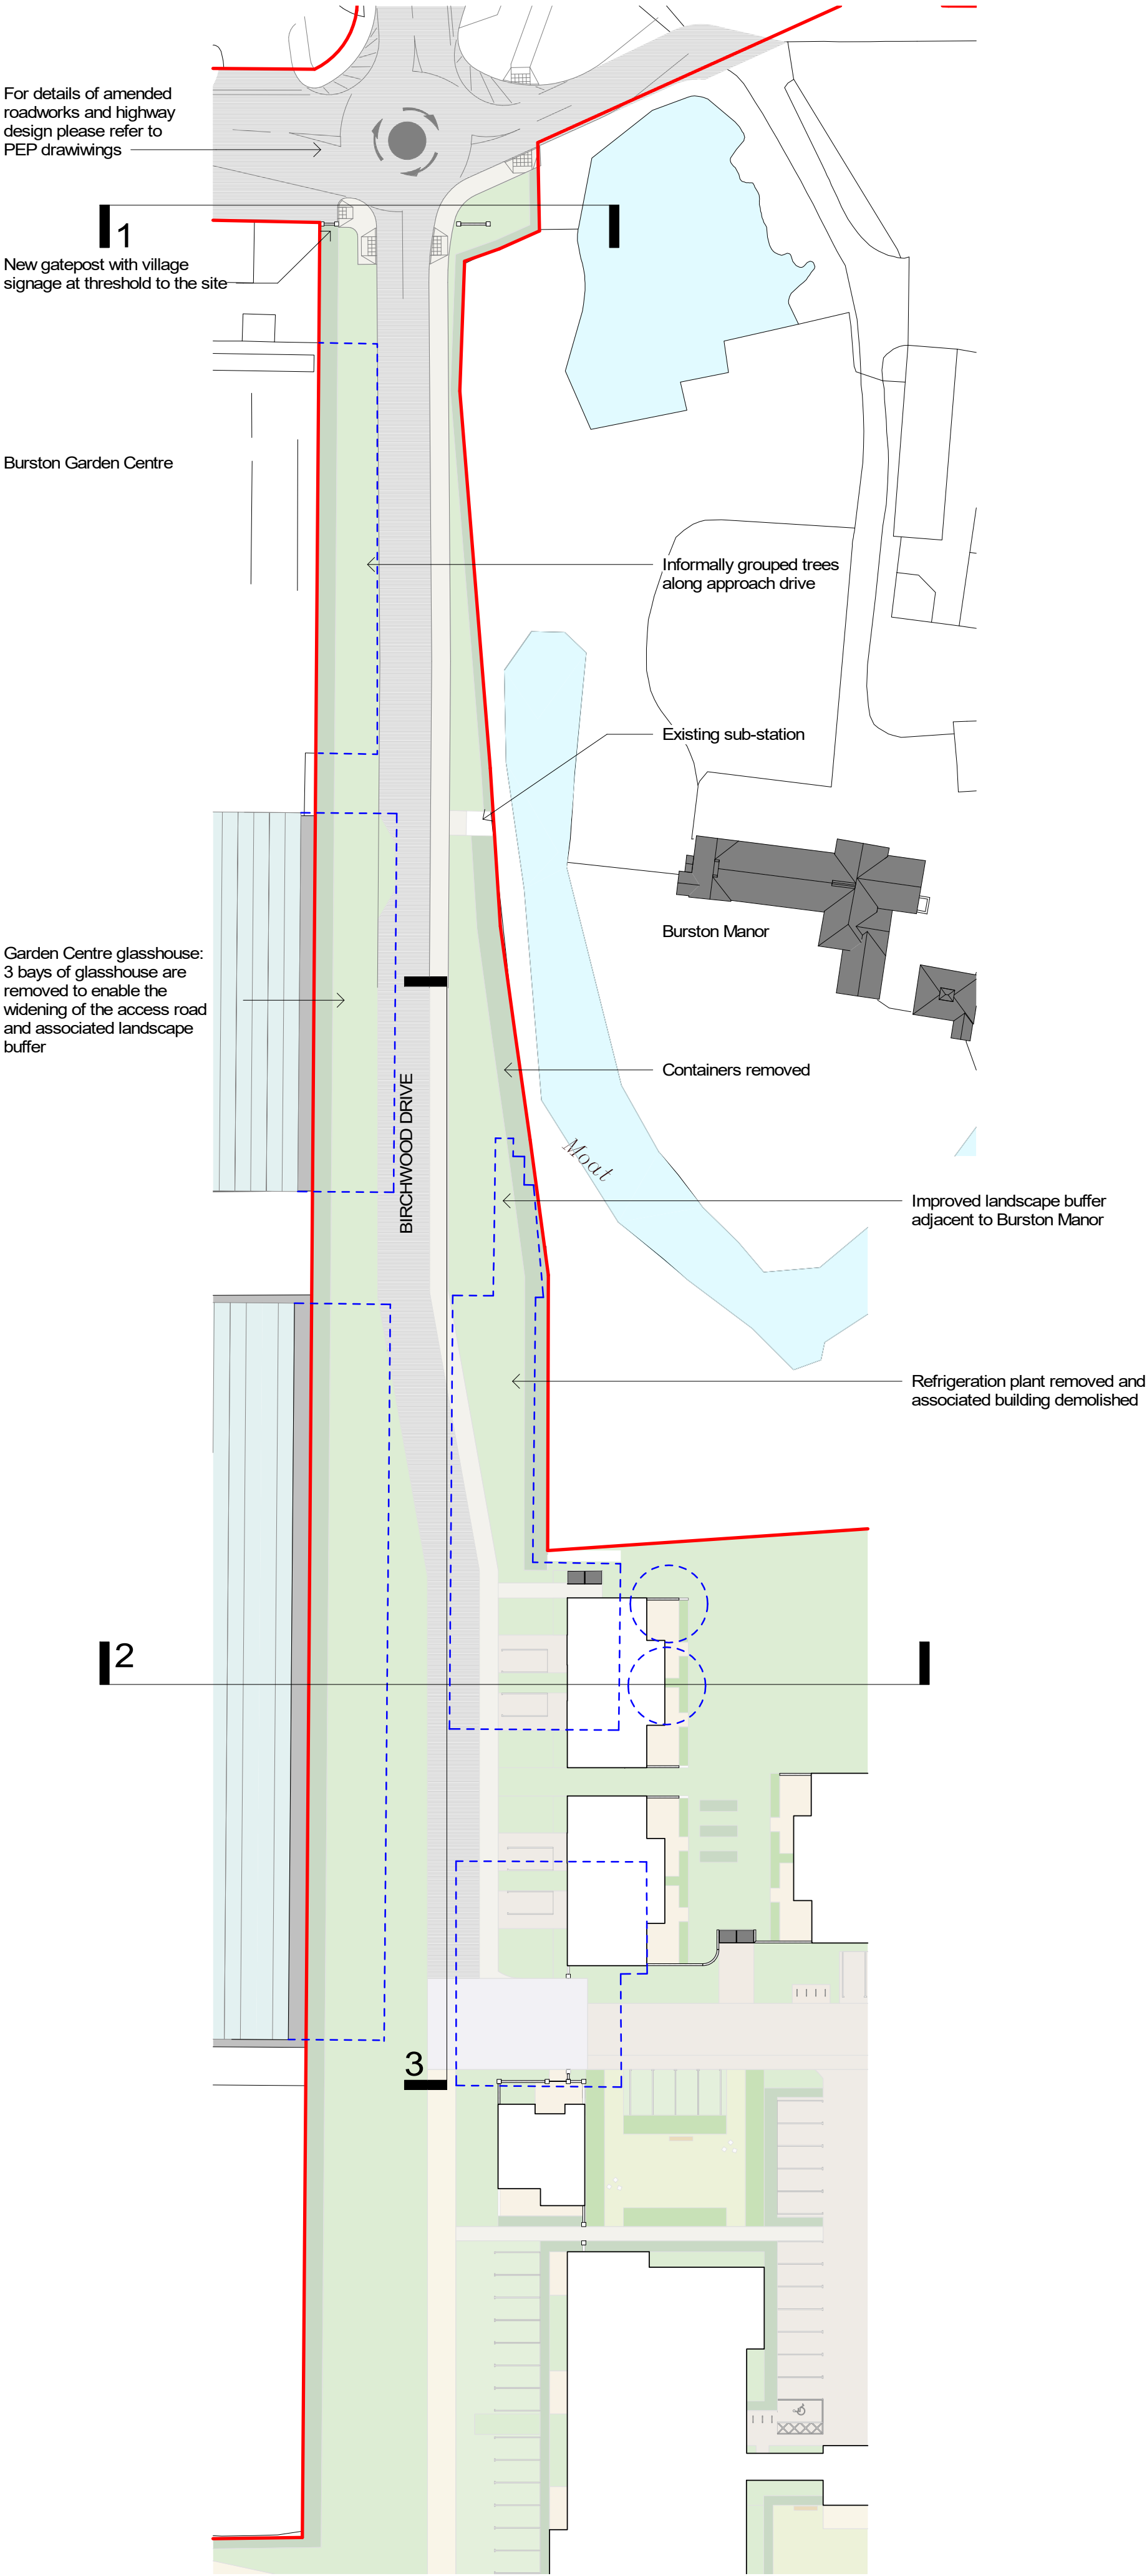 For details of amended
roadworks and highway
design please refer to
PEP drawiwings
1
New gatepost with village
signage at threshold to the site
Burston Garden Centre
Informally grouped trees
along approach drive
Existing sub-station
Burston Manor
Garden Centre glasshouse:
3 bays of glasshouse are
removed to enable the
widening of the access road
and associated landscape
buffer
Containers removed
BIRCHWOOD DRIVE
Moat
Improved landscape buffer
adjacent to Burston Manor
Refrigeration plant removed and
associated building demolished
2
3